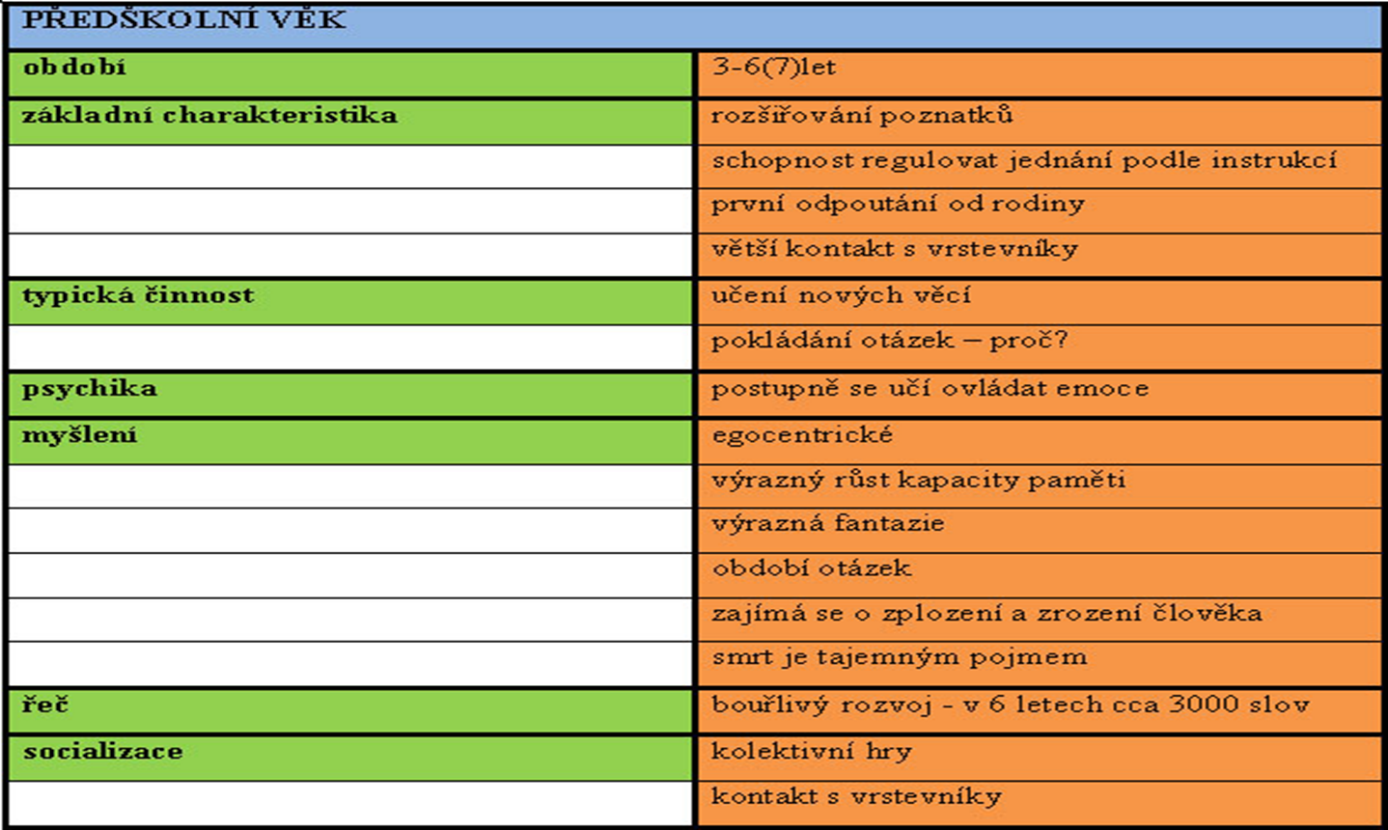 PŘEDŠKOLNÍ VĚK
období 3-6(7)let
základní charakteristika rozšiřování poznatků
schopnost regulovat jednání podle instrukcí
první odpoutání od rodiny
větší kontakt s vrstevníky
typická činnost učení nových věcí
pokládání otázek – proč?
psychika postupně se učí ovládat emoce
myšlení egocentrické
výrazný růst kapacity paměti
výrazná fantazie
období otázek
zajímá se o zplození a zrození člověka
smrt je tajemným pojmem
řeč bouřlivý rozvoj - v 6 letech cca 3000 slov
socializace kolektivní hry
kontakt s vrstevníky